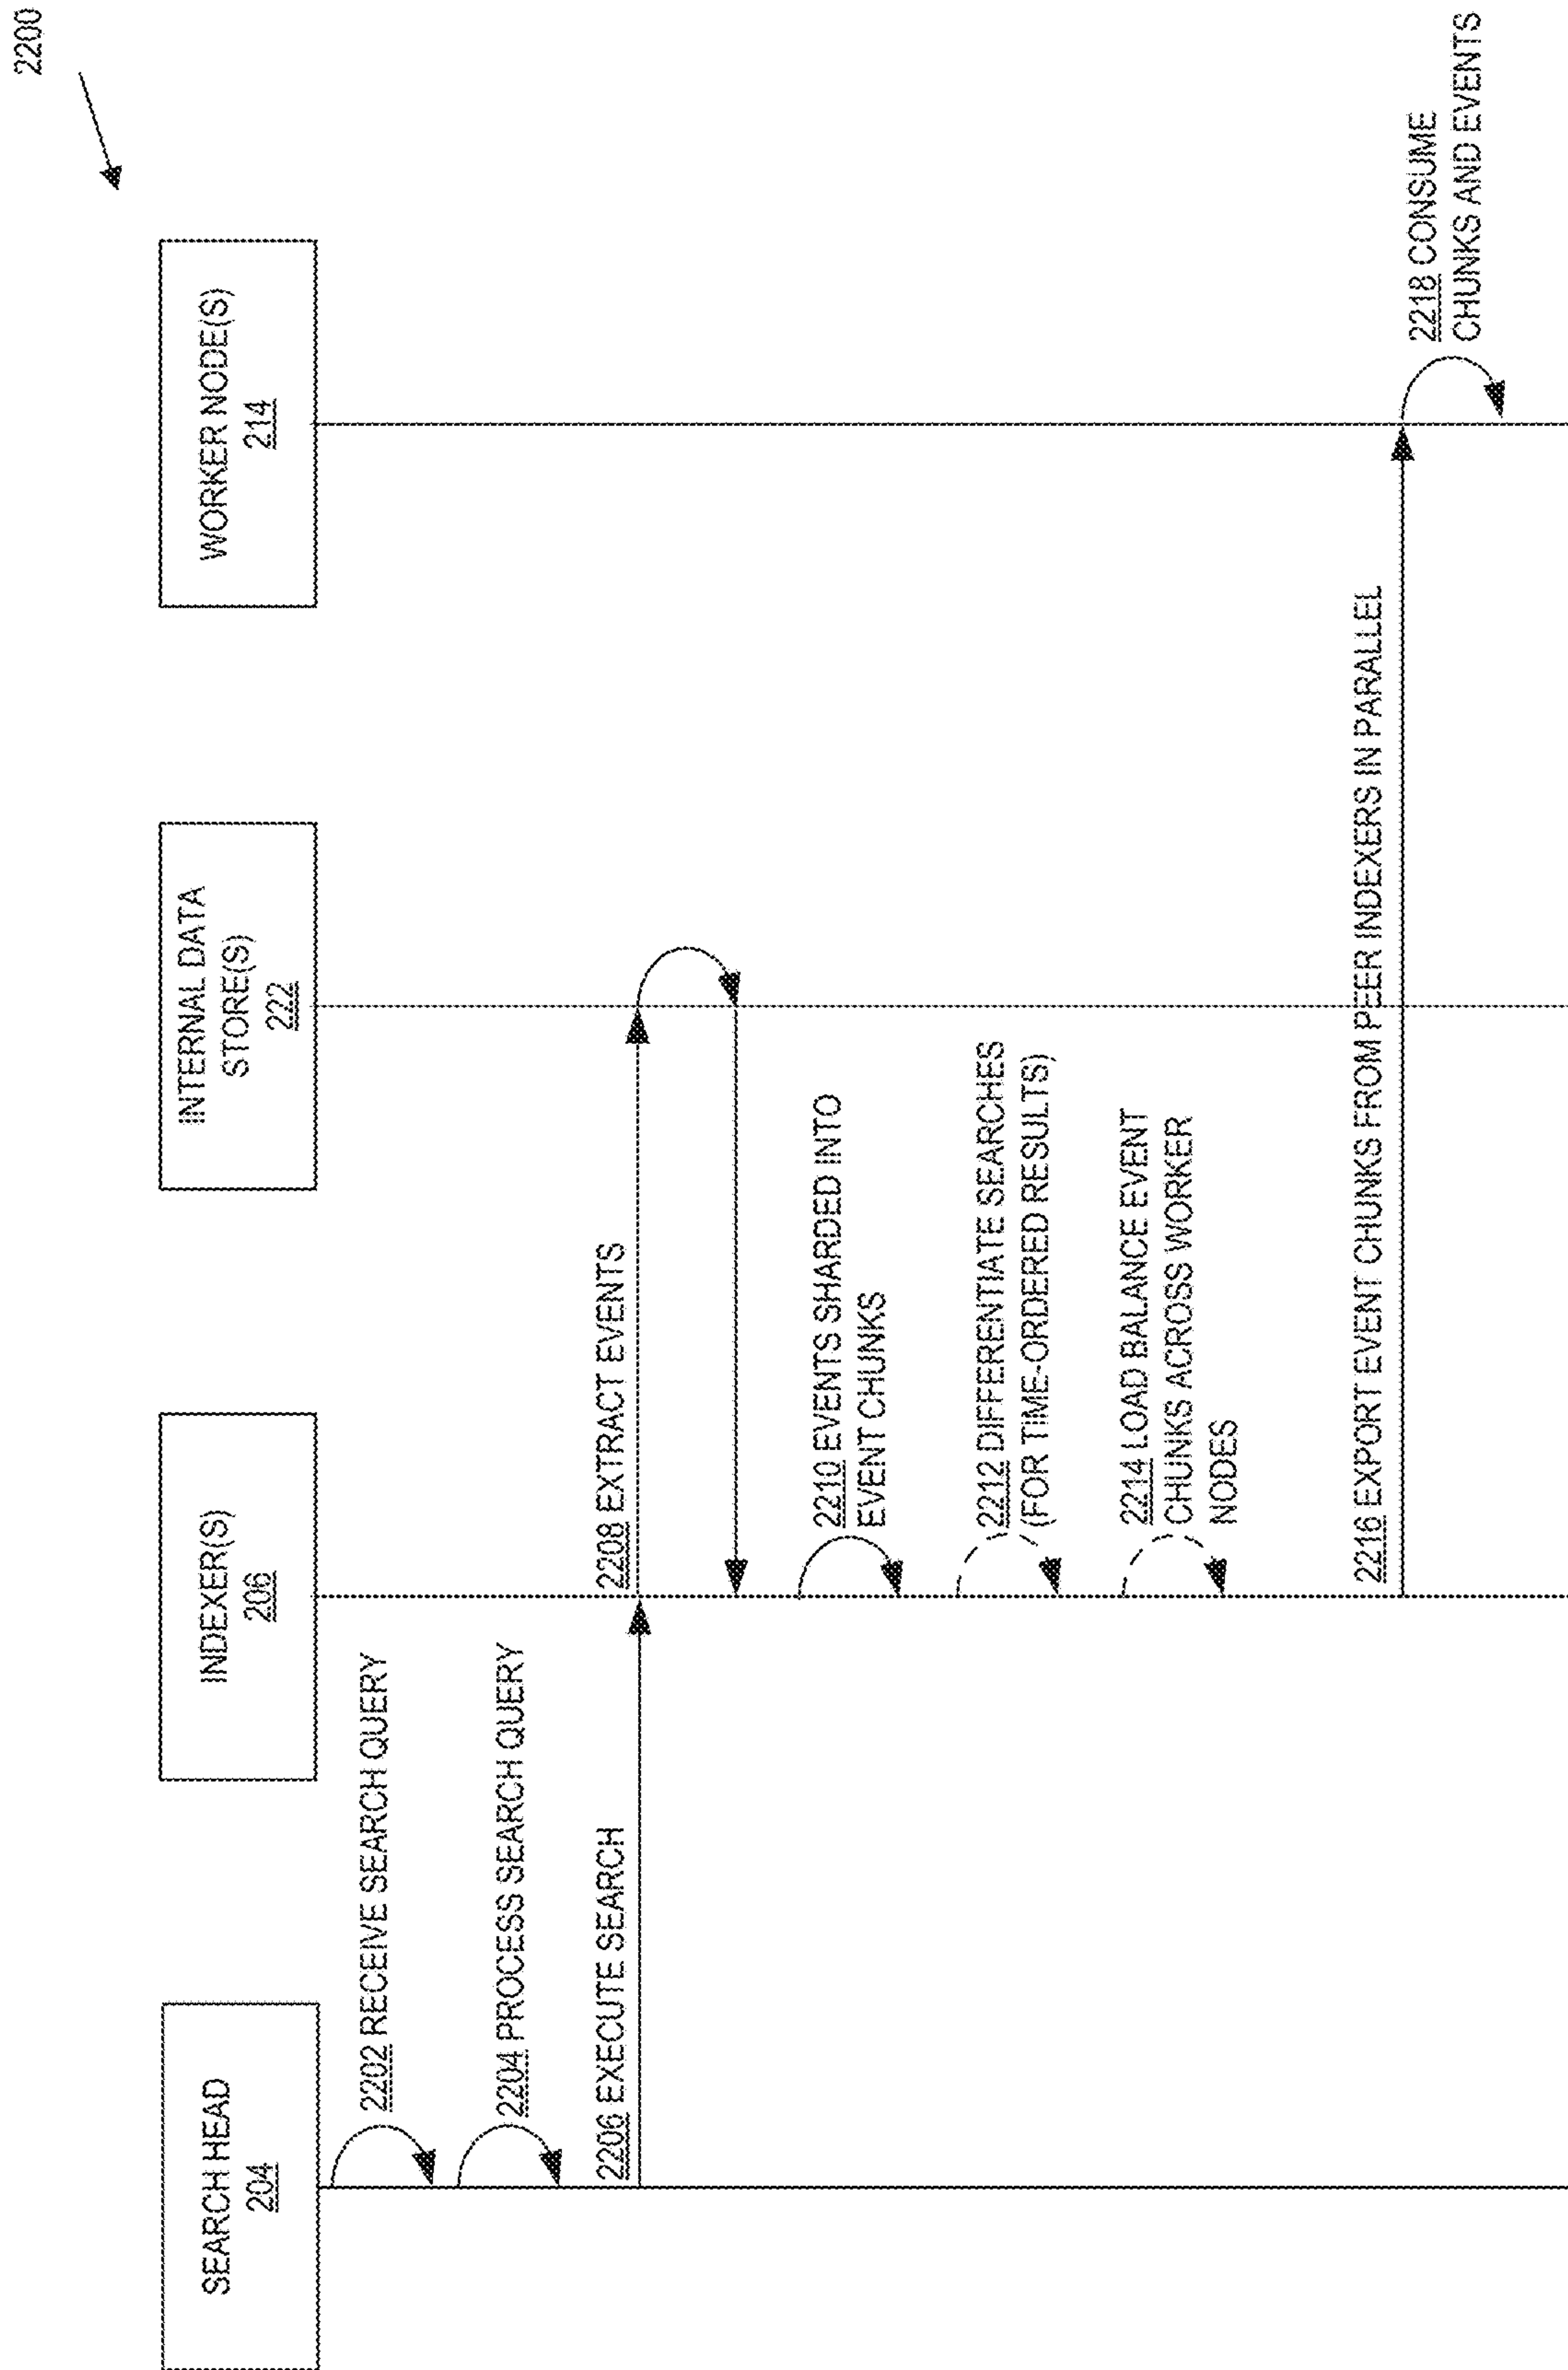 2200
SEARCH HEAD
204
INDEXER(S)
206
INTERNAL DATA
STORE(S)
222
WORKER NODE(S)
214
2202 RECEIVE SEARCH QUERY
2204 PROCESS SEARCH QUERY
2206 EXECUTE SEARCH
2208 EXTRACT EVENTS
2210 EVENTS SHARDED INTO
EVENT CHUNKS
2212 DIFFERENTIATE SEARCHES
(FOR TIME-ORDERED RESULTS)
2214 LOAD BALANCE EVENT
CHUNKS ACROSS WORKER
NODES
2216 EXPORT EVENT CHUNKS FROM PEER INDEXERS IN PARALLEL
2218 CONSUME
CHUNKS AND EVENTS